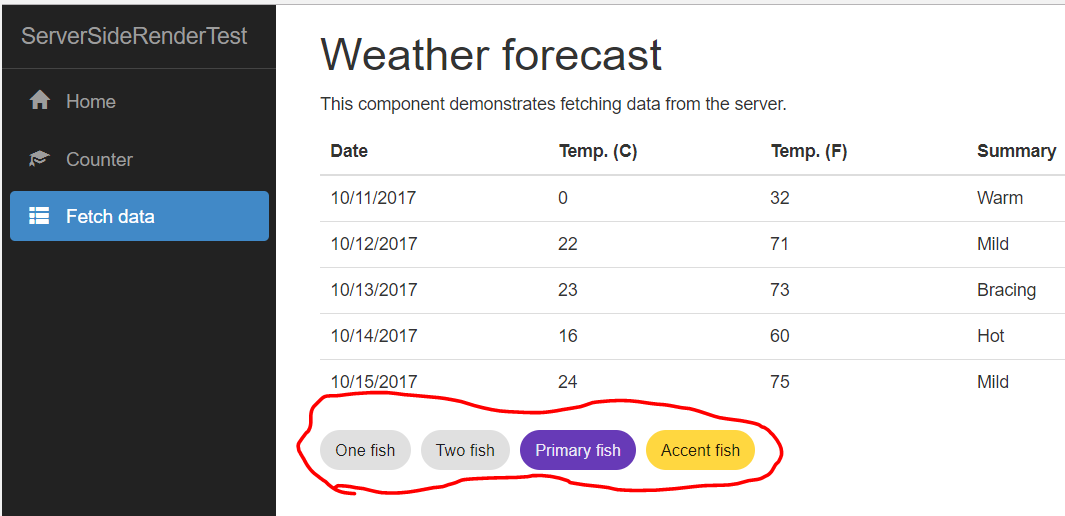 ServerSideRenderTest
Home
Counter
Fetch data
Weather forecast
This component demonstrates fetching data from the server.
Date Temp. (C) Temp. (F) Summary
10/11/2017 0 32 Warm
10/12/2017 22 71 Mild
10/13/2017 23 73 Bracing
10/14/2017 16 60 Hot
10/15/2017 24 75 Mild
One fish Two fish Primary fish Accent fish